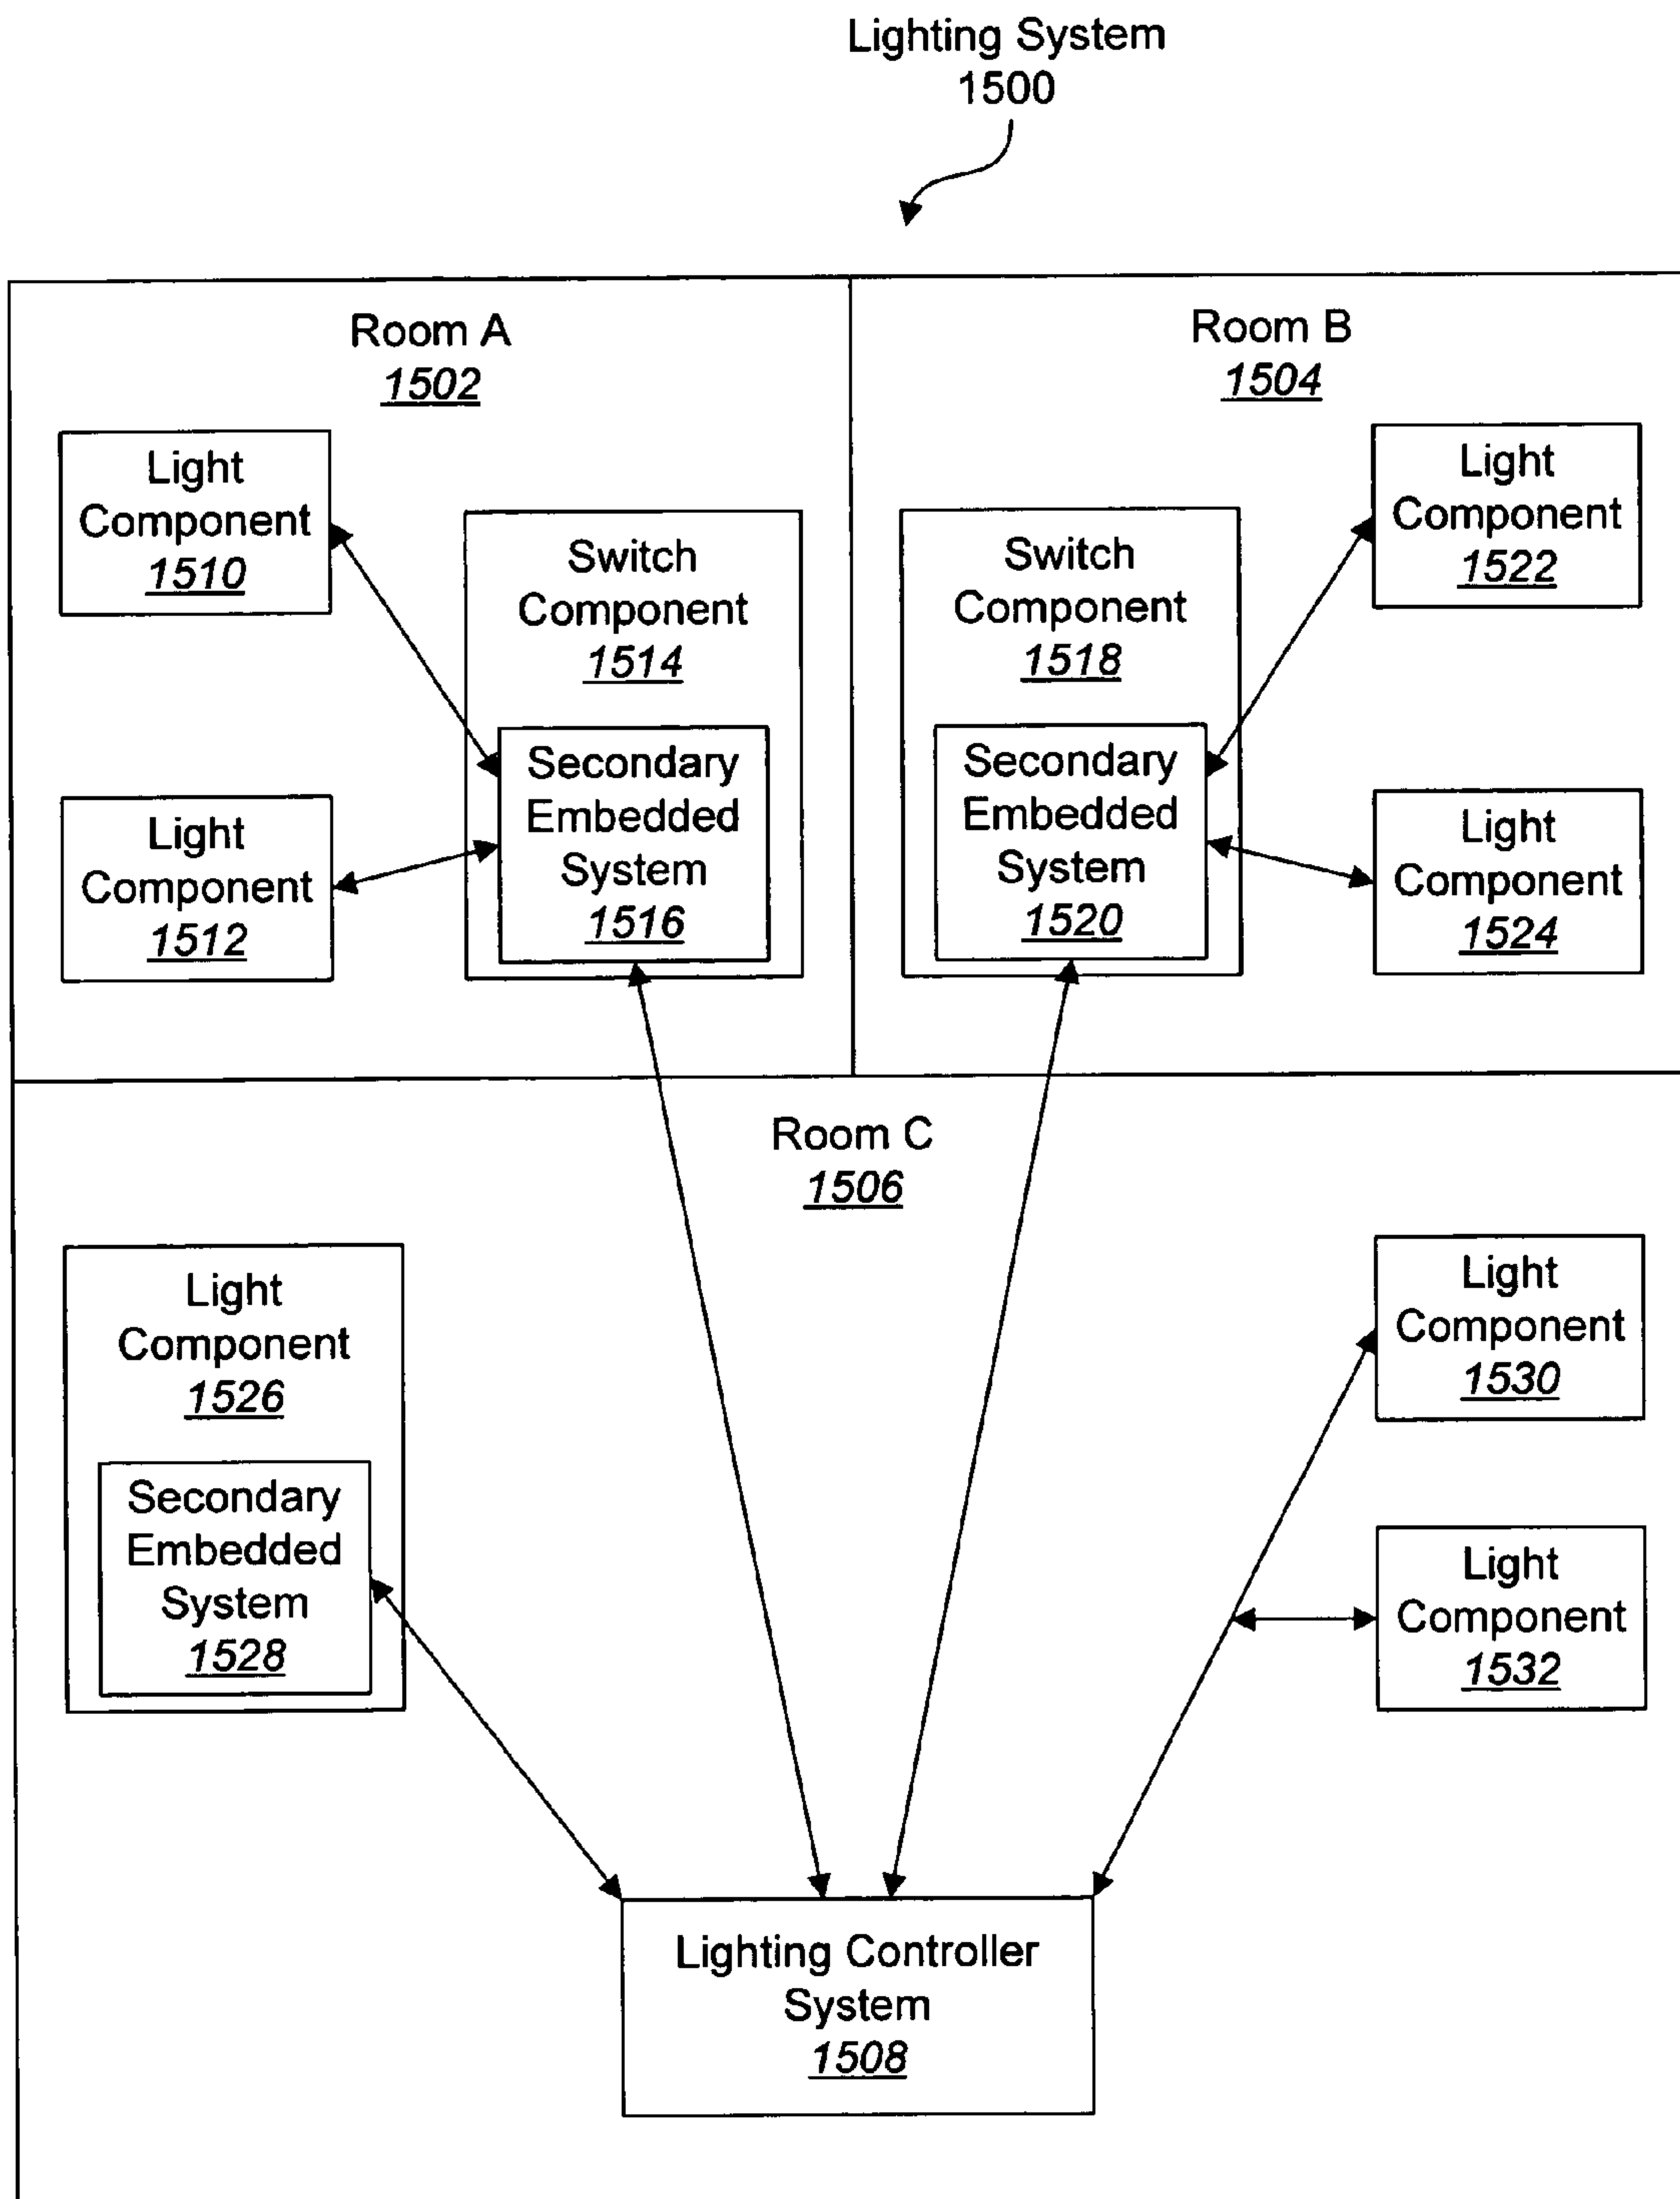 Lighting System
1500
Room A
1502
Room B
1504
Light
Component
1510
Switch
Component
1514
Secondary
Embedded
System
1516
Light
Component
1512
Switch
Component
1518
Secondary
Embedded
System
1520
Light
Component
1522
Light
Component
1524
Room C
1506
Light
Component
1526
Secondary
Embedded
System
1528
Light
Component
1530
Light
Component
1532
Lighting Controller
System
1508